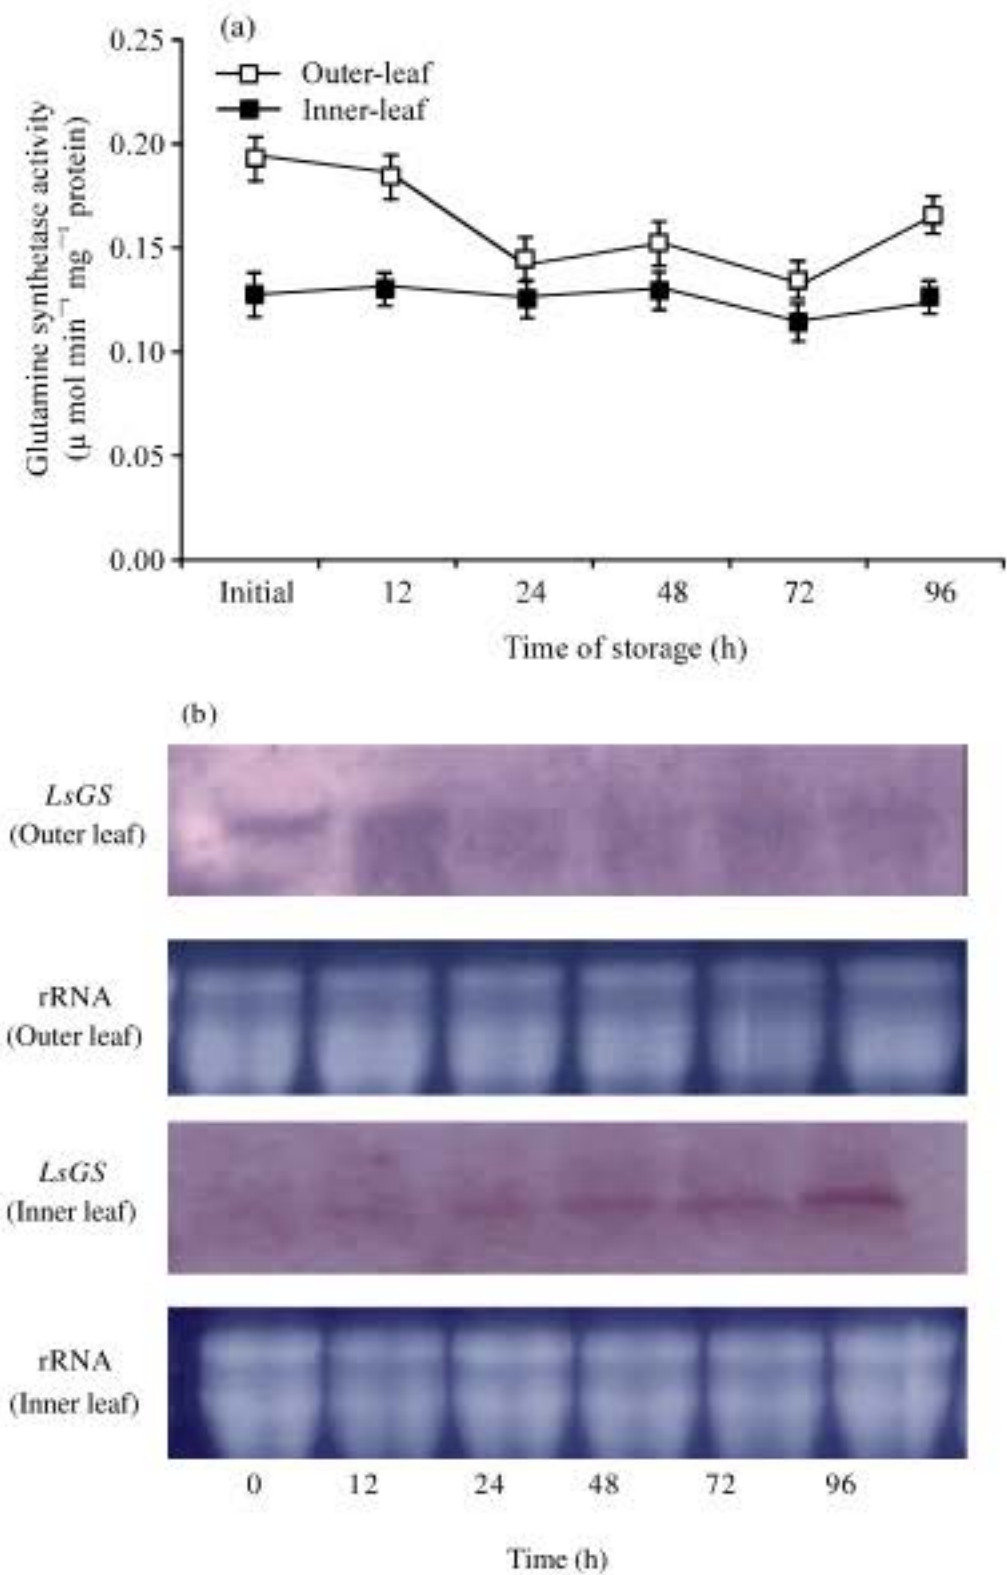 (a)
0.25
0.20
0.15
0.10
0.05
0.00
Glutamine synthetase activity
(μ mol min⁻¹ mg⁻¹ protein)
Outer-leaf
Inner-leaf
Initial 12 24 48 72 96
Time of storage (h)
(b)
LsGS
(Outer leaf)
rRNA
(Outer leaf)
LsGS
(Inner leaf)
rRNA
(Inner leaf)
0 12 24 48 72 96
Time (h)